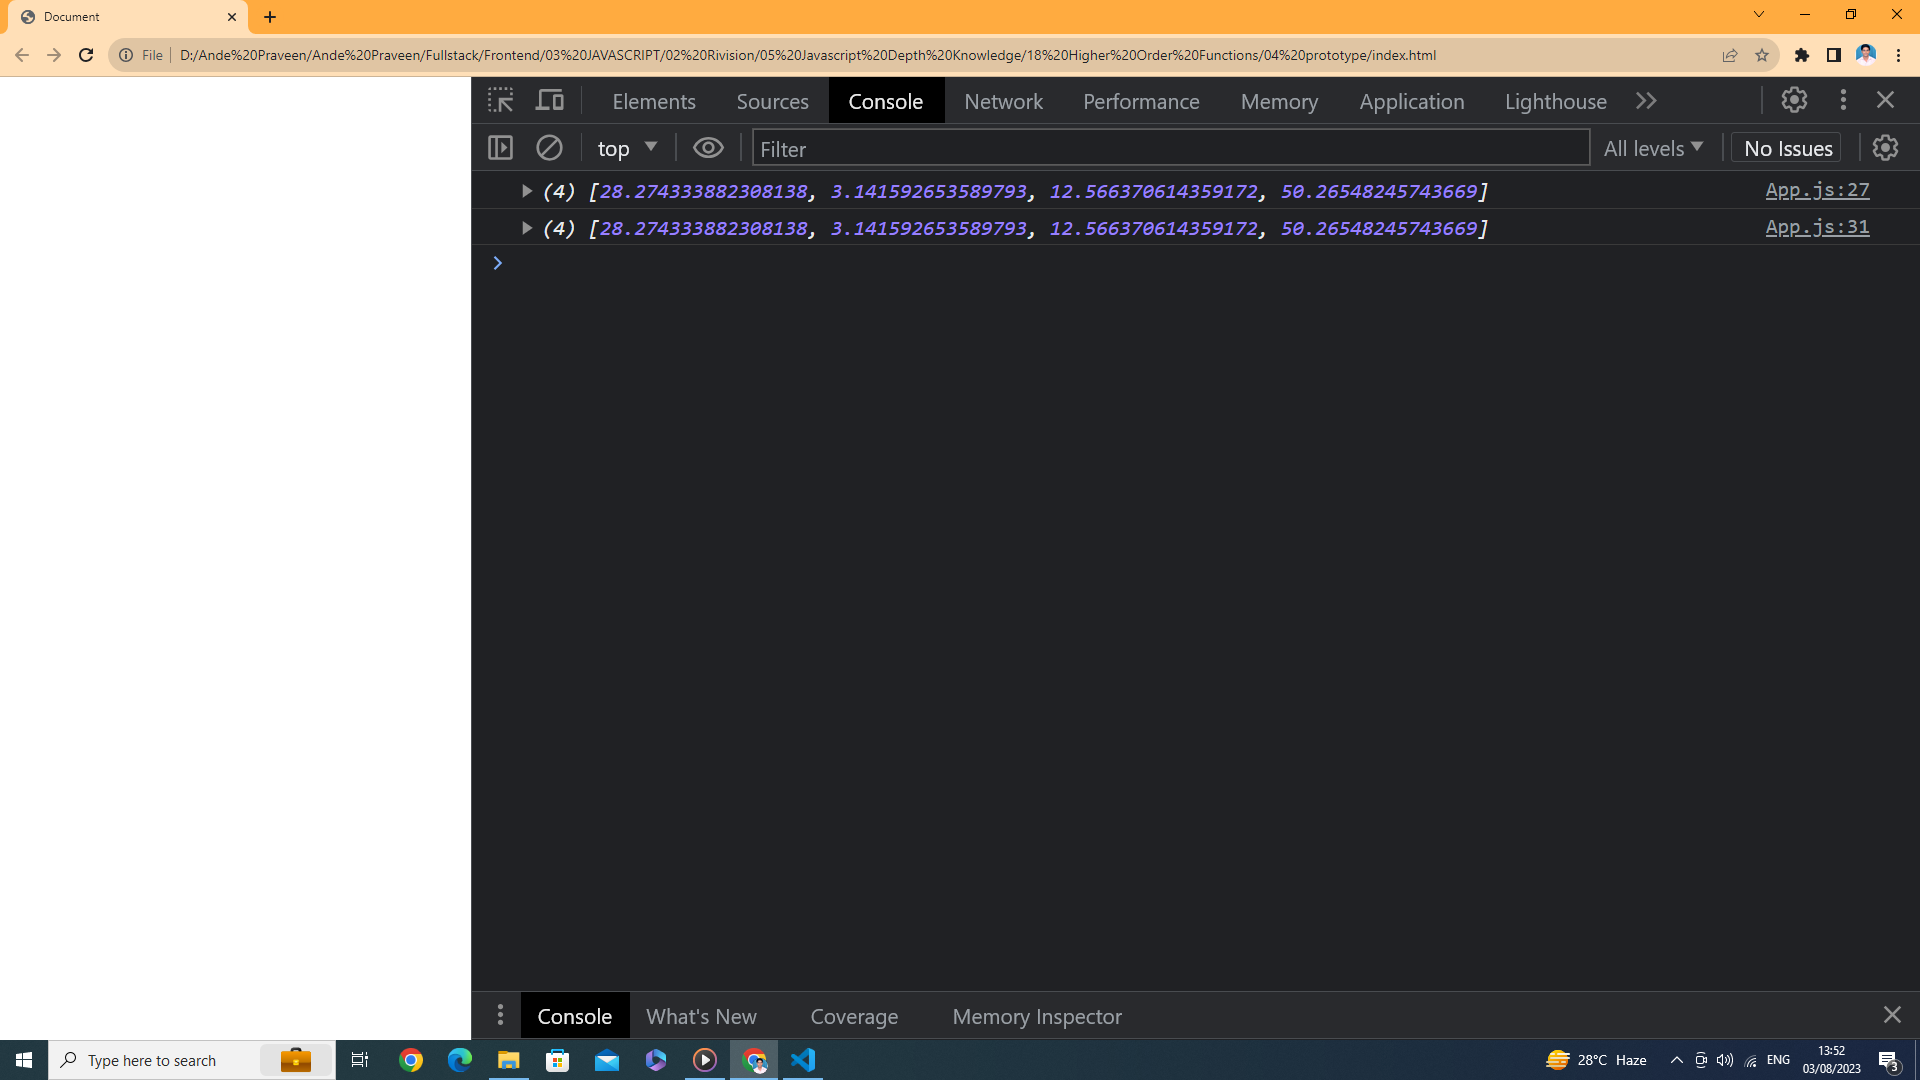 Document
File
D:/Ande%20Praveen/Ande%20Praveen/Fullstack/Frontend/03%20JAVASCRIPT/02%20Rivision/05%20Javascript%20Depth%20Knowledge/18%20Higher%20Order%20Functions/04%20prototype/index.html
Elements Sources Console Network Performance Memory Application Lighthouse
top Filter All levels No Issues
(4) [28.274333882308138, 3.141592653589793, 12.566370614359172, 50.26548245743669] App.js:27
(4) [28.274333882308138, 3.141592653589793, 12.566370614359172, 50.26548245743669] App.js:31
Console What's New Coverage Memory Inspector
Type here to search
28°C Haze
ENG
13:52
03/08/2023
3